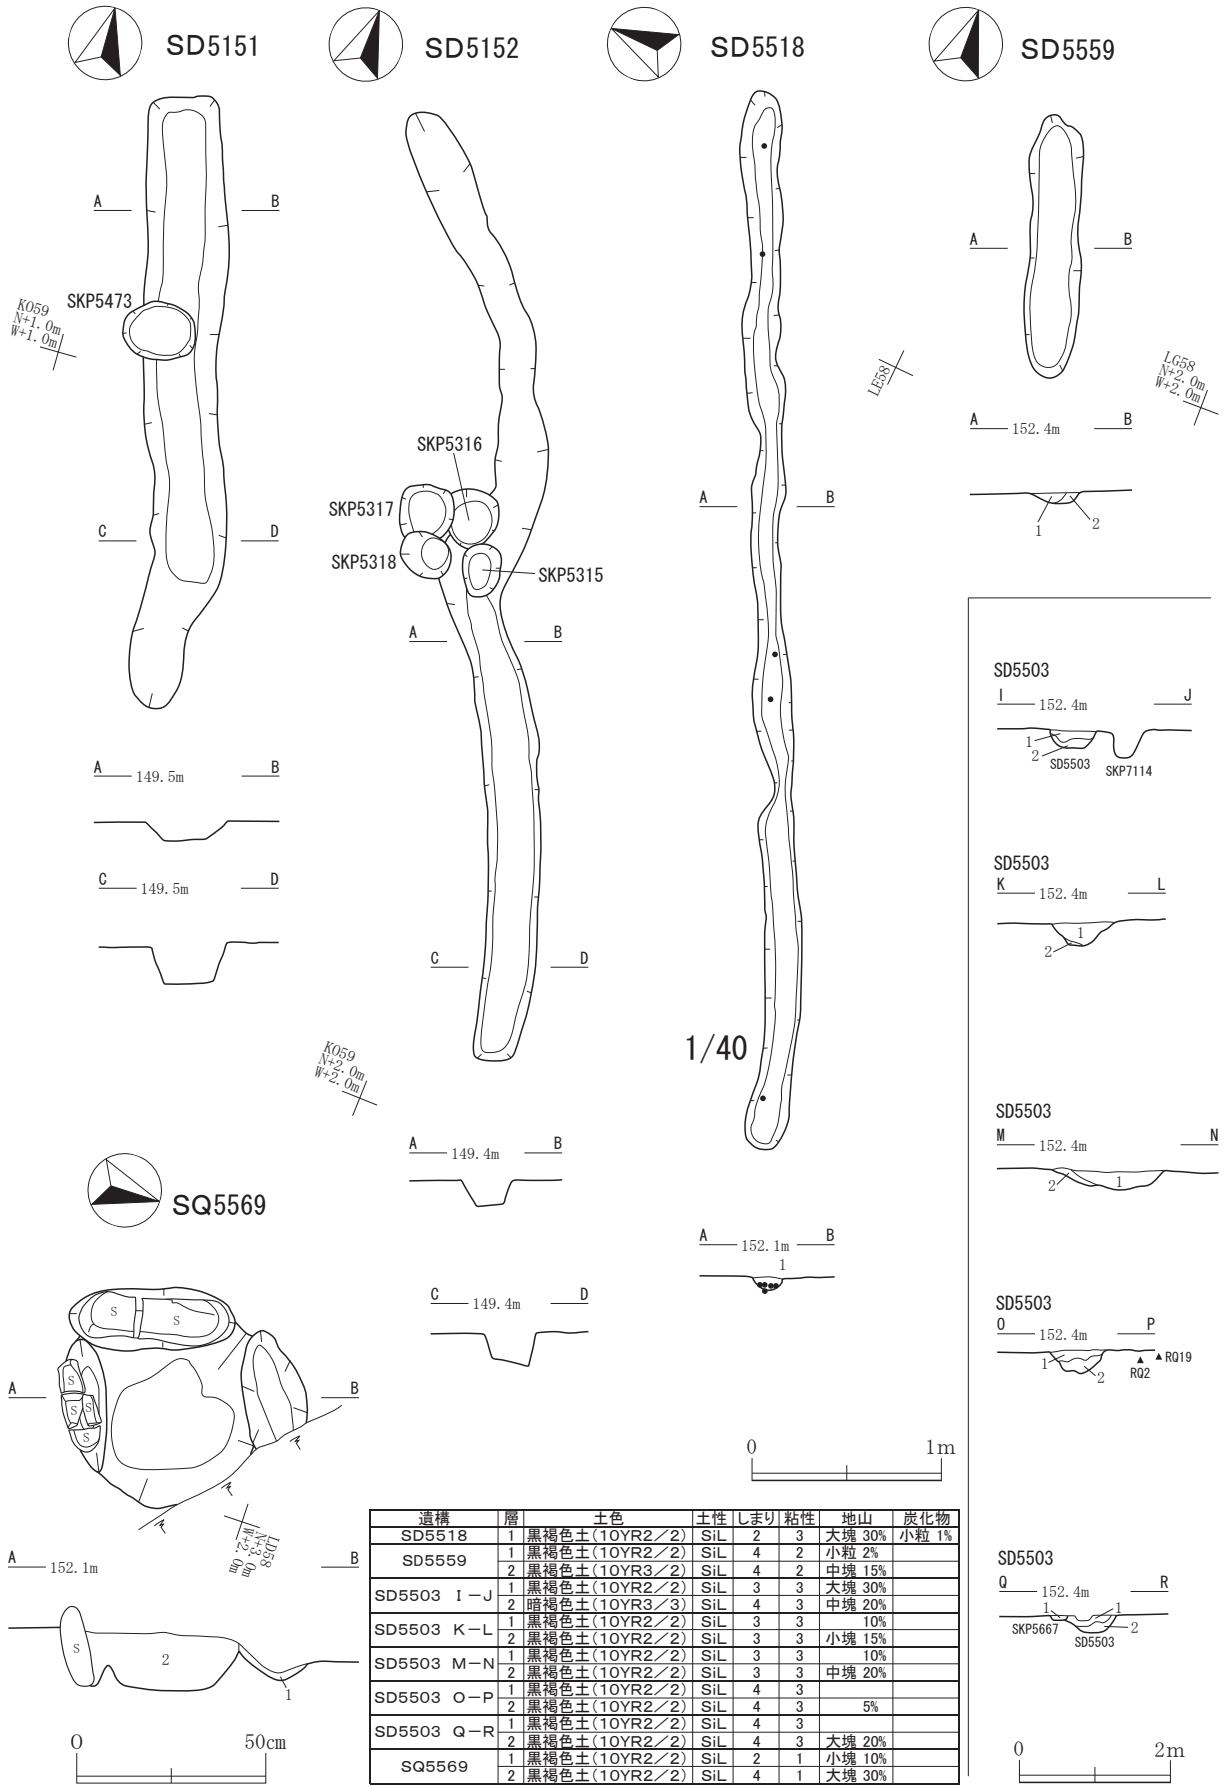 SD5151
SD5152
SD5518
SD5559
A B
SKP5473
KO59
N+1.0m
W+1.0m
C D
A 149.5m B
C 149.5m D
SKP5316
SKP5317
SKP5318
SKP5315
A B
C D
KO59
N+2.0m
W+2.0m
A 149.4m B
C 149.4m D
A B
LE58
1/40
A 152.1m B
1
0 1m
A B
LG58
N+2.0m
W+2.0m
A 152.4m B
1 2
SD5503
I 152.4m J
1
2
SD5503
SKP7114
SD5503
K 152.4m L
1
2
SD5503
M 152.4m N
2 1
SD5503
O 152.4m P
1
2
RQ2
RQ19
SD5503
Q 152.4m R
1 1
2
SKP5667
SD5503
0 2m
SQ5569
S S
S
S S
S
A B
LD58
N+3.0m
W+2.0m
A 152.1m B
S 2
1
0 50cm
遺構 層 土色 土性 しまり 粘性 地山 炭化物
SD5518 1 黒褐色土(10YR2/2) SiL 2 3 大塊 30% 小粒 1%
SD5559 1 黒褐色土(10YR2/2) SiL 4 2 小粒 2%
2 黒褐色土(10YR3/2) SiL 4 2 中塊 15%
SD5503 I-J 1 黒褐色土(10YR2/2) SiL 3 3 大塊 30%
2 暗褐色土(10YR3/3) SiL 4 3 中塊 20%
SD5503 K-L 1 黒褐色土(10YR2/2) SiL 3 3 10%
2 黒褐色土(10YR2/2) SiL 3 3 小塊 15%
SD5503 M-N 1 黒褐色土(10YR2/2) SiL 3 3 10%
2 黒褐色土(10YR2/2) SiL 3 3 中塊 20%
SD5503 O-P 1 黒褐色土(10YR2/2) SiL 4 3
2 黒褐色土(10YR2/2) SiL 4 3 5%
SD5503 Q-R 1 黒褐色土(10YR2/2) SiL 4 3
2 黒褐色土(10YR2/2) SiL 4 3 大塊 20%
SQ5569 1 黒褐色土(10YR2/2) SiL 2 1 小塊 10%
2 黒褐色土(10YR2/2) SiL 4 1 大塊 30%